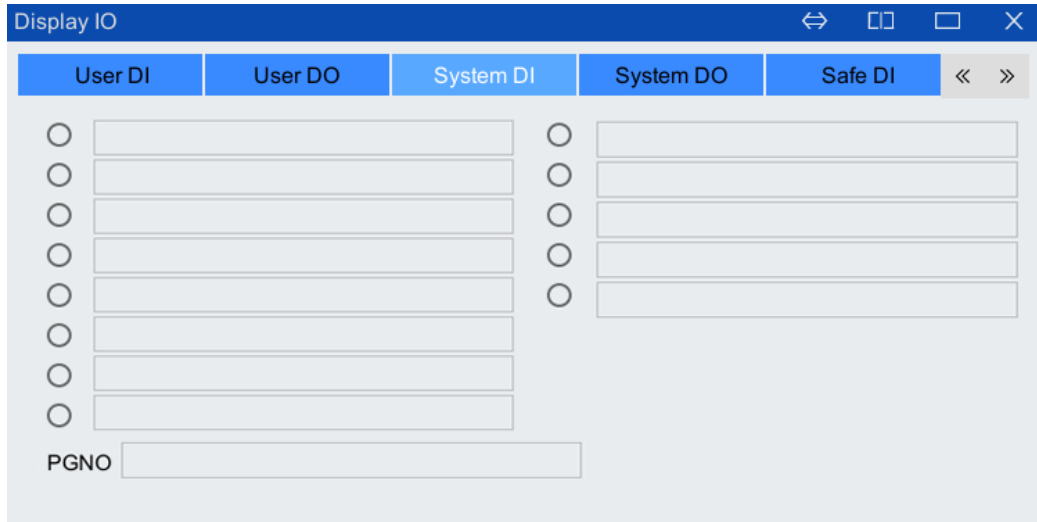 Display IO
User DI User DO System DI System DO Safe DI
PGNO